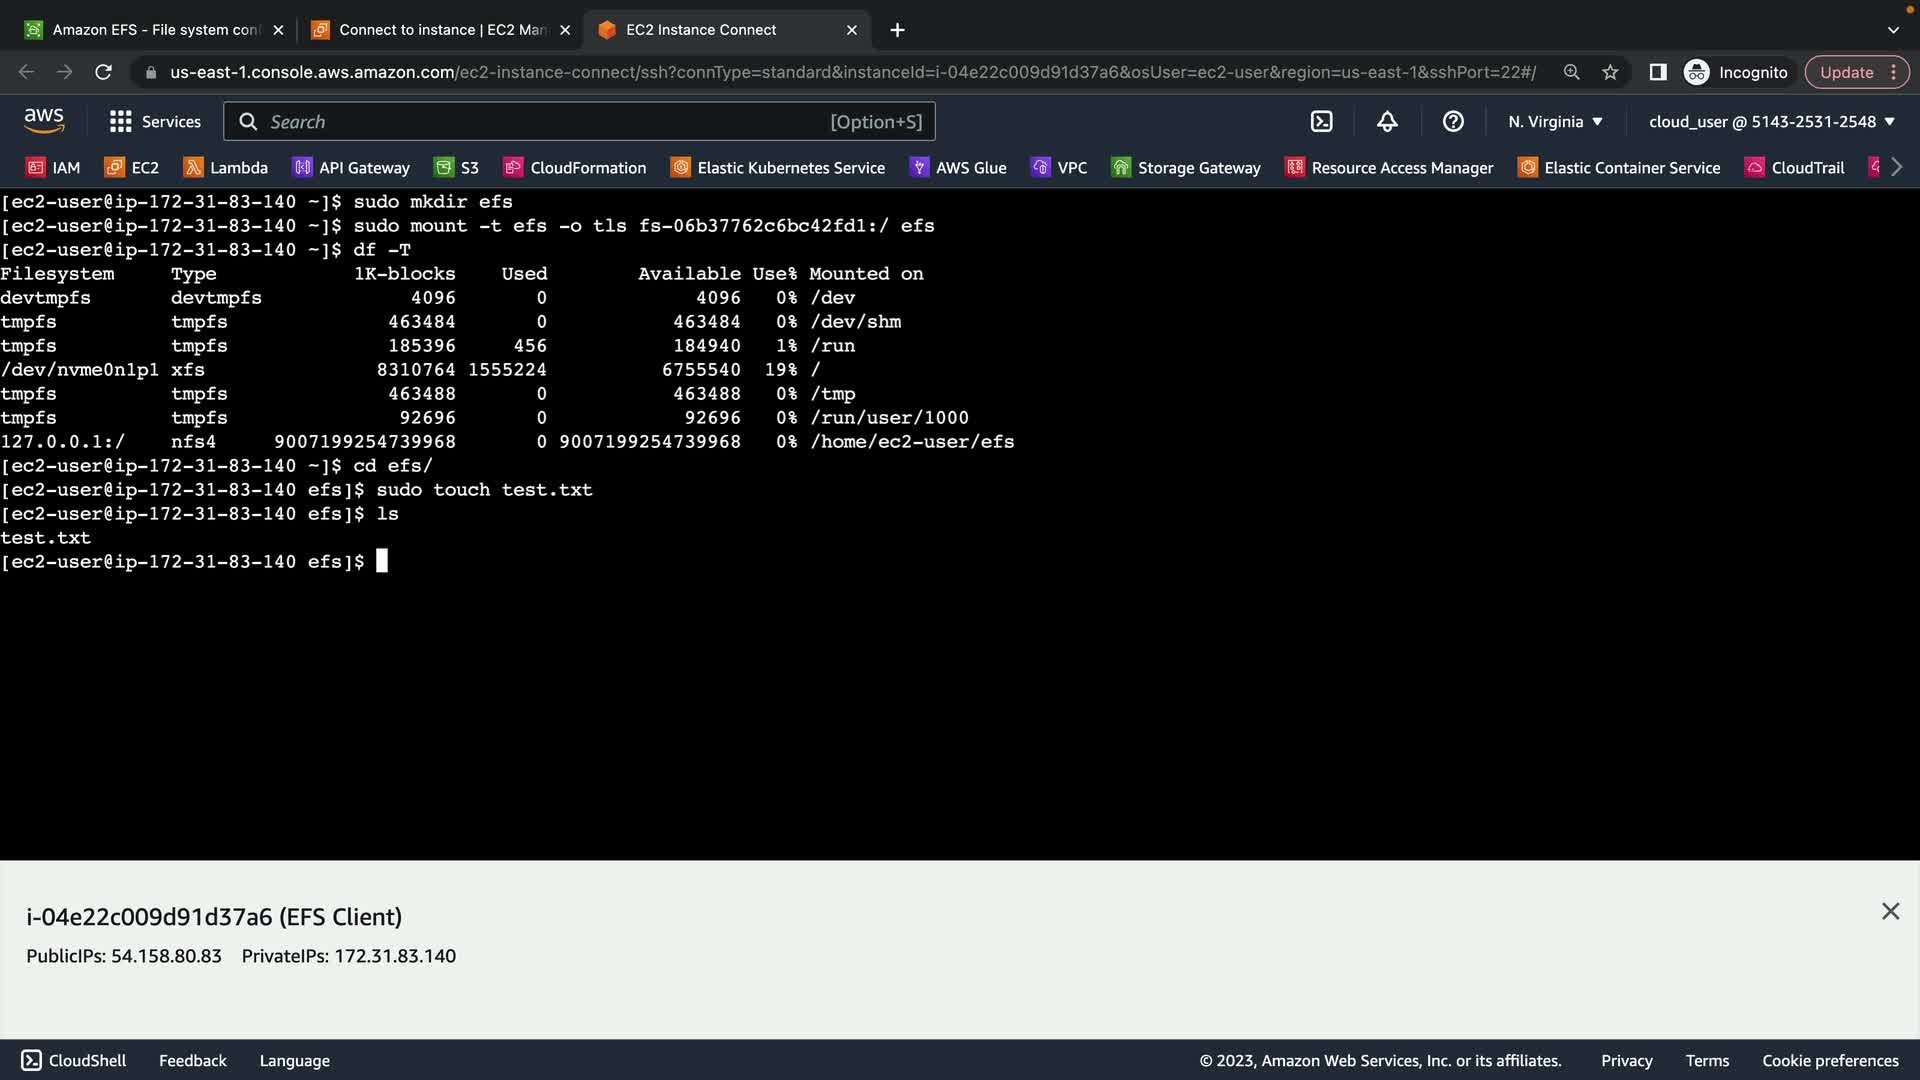 Amazon EFS - File system con
Connect to instance | EC2 Man
EC2 Instance Connect
us-east-1.console.aws.amazon.com/ec2-instance-connect/ssh?connType=standard&instanceId=i-04e22c009d91d37a6&osUser=ec2-user&region=us-east-1&sshPort=22#/
Incognito
Update
aws
Services
Search
[Option+S]
N. Virginia
cloud_user @ 5143-2531-2548
IAM
EC2
Lambda
API Gateway
S3
CloudFormation
Elastic Kubernetes Service
AWS Glue
VPC
Storage Gateway
Resource Access Manager
Elastic Container Service
CloudTrail
[ec2-user@ip-172-31-83-140 ~]$ sudo mkdir efs
[ec2-user@ip-172-31-83-140 ~]$ sudo mount -t efs -o tls fs-06b37762c6bc42fd1:/ efs
[ec2-user@ip-172-31-83-140 ~]$ df -T
Filesystem     Type              1K-blocks    Used        Available Use% Mounted on
devtmpfs       devtmpfs               4096       0             4096   0% /dev
tmpfs          tmpfs                463484       0           463484   0% /dev/shm
tmpfs          tmpfs                185396     456           184940   1% /run
/dev/nvme0n1p1 xfs                 8310764 1555224          6755540  19% /
tmpfs          tmpfs                463488       0           463488   0% /tmp
tmpfs          tmpfs                 92696       0            92696   0% /run/user/1000
127.0.0.1:/    nfs4       9007199254739968       0 9007199254739968   0% /home/ec2-user/efs
[ec2-user@ip-172-31-83-140 ~]$ cd efs/
[ec2-user@ip-172-31-83-140 efs]$ sudo touch test.txt
[ec2-user@ip-172-31-83-140 efs]$ ls
test.txt
[ec2-user@ip-172-31-83-140 efs]$
i-04e22c009d91d37a6 (EFS Client)
PublicIPs: 54.158.80.83 PrivateIPs: 172.31.83.140
CloudShell
Feedback
Language
© 2023, Amazon Web Services, Inc. or its affiliates.
Privacy
Terms
Cookie preferences